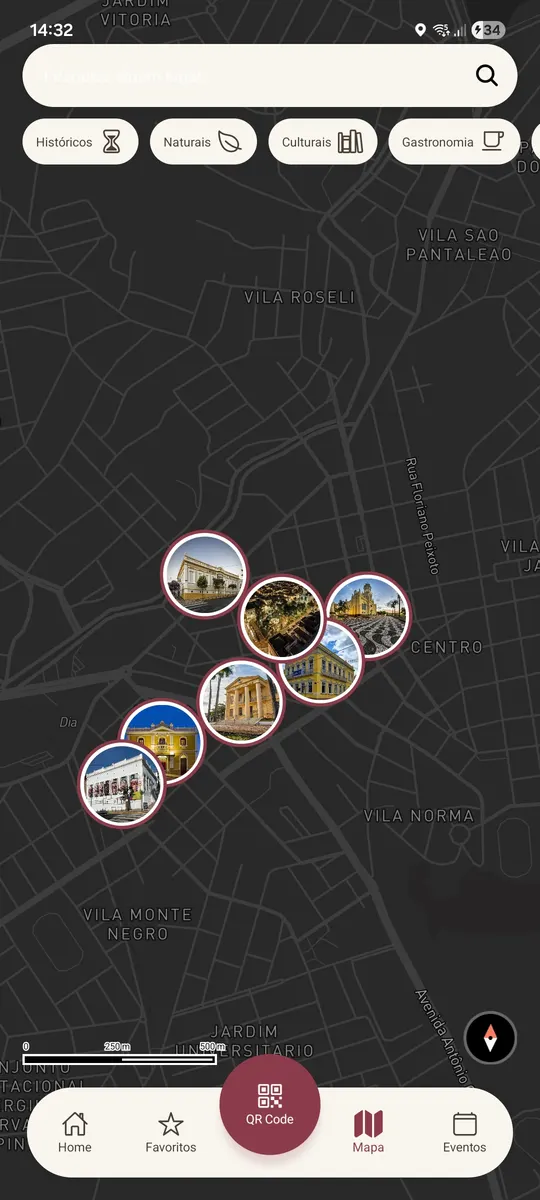 JARDIM
VITORIA
14:32
34
Históricos
Naturais
Culturais
Gastronomia
VILA SAO
PANTALEAO
VILA ROSELI
Rua Floriano Peixoto
CENTRO
Dia
VILA NORMA
VILA MONTE
NEGRO
Avenida Antônio
0 250 m 500 m
JARDIM
UNIVERSITÁRIO
QR Code
Home
Favoritos
Mapa
Eventos